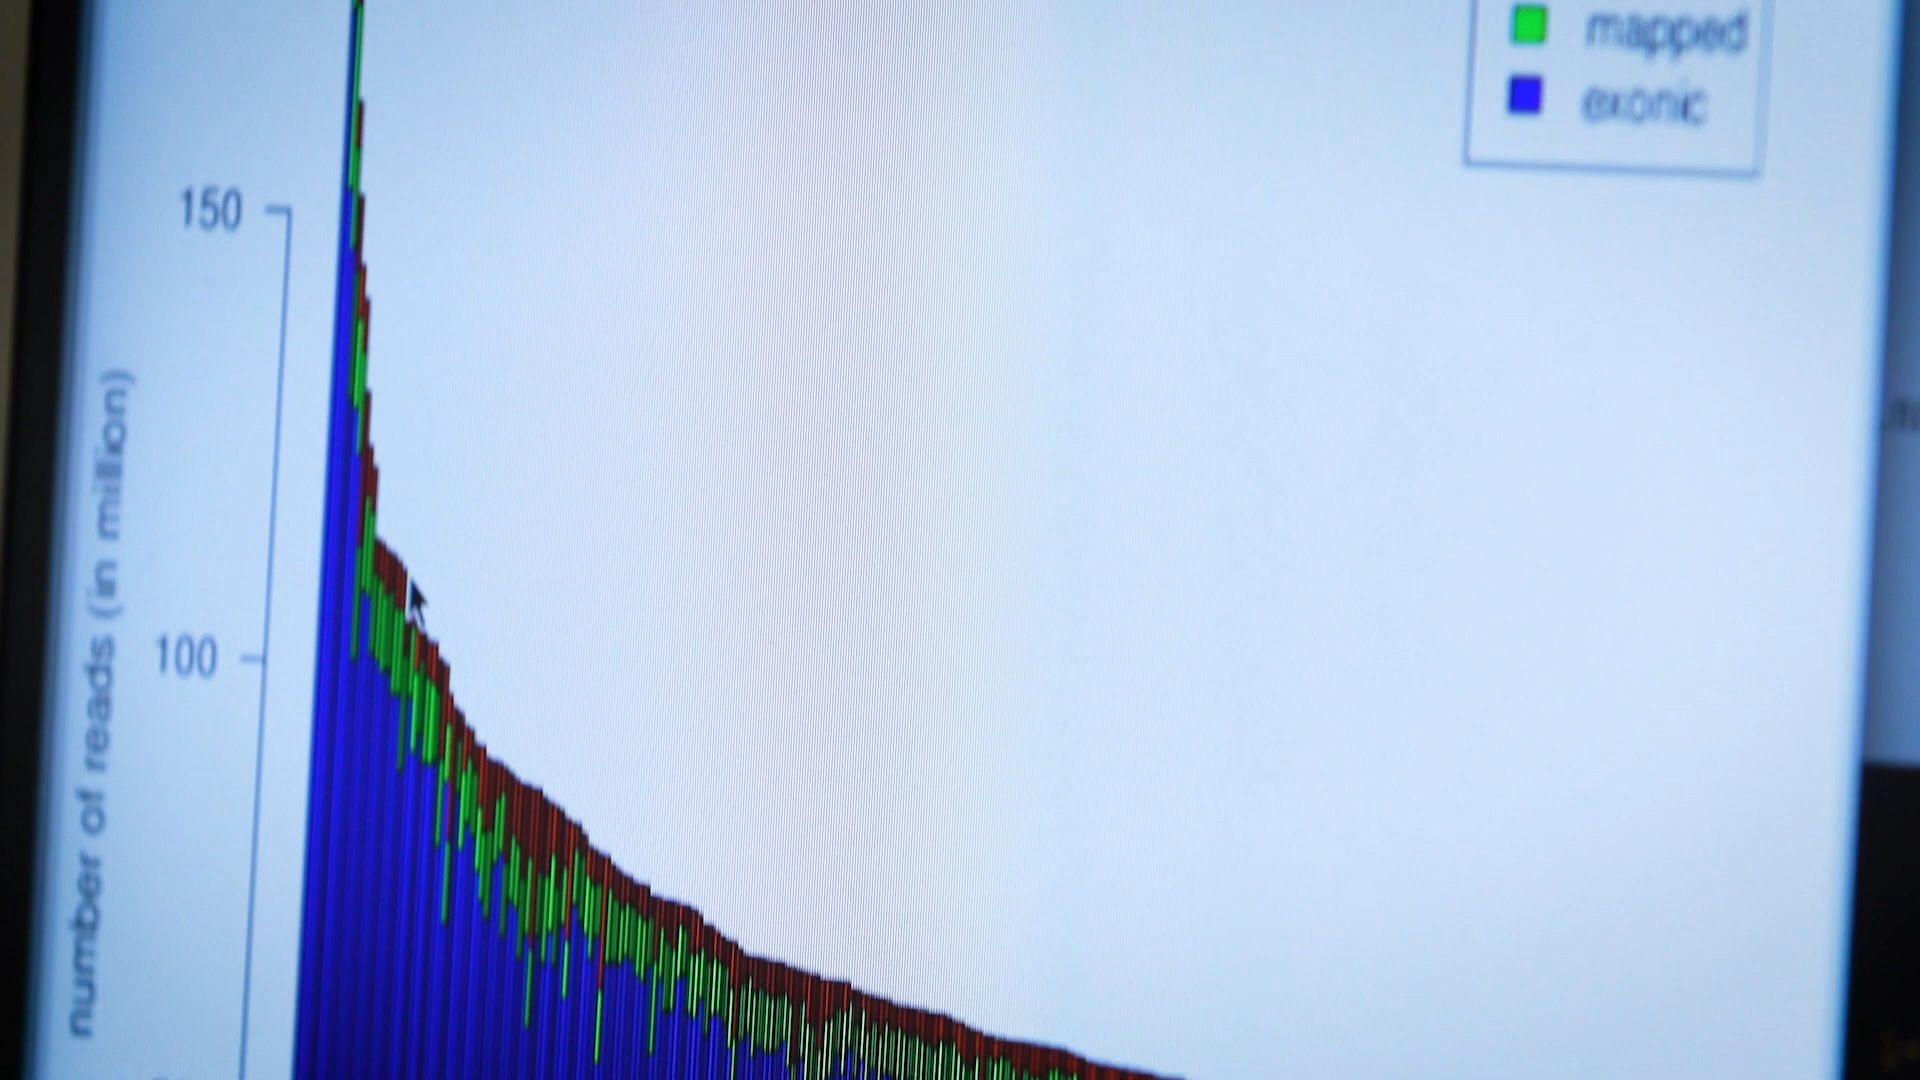 mapped
exonic
150
100
number of reads (in million)